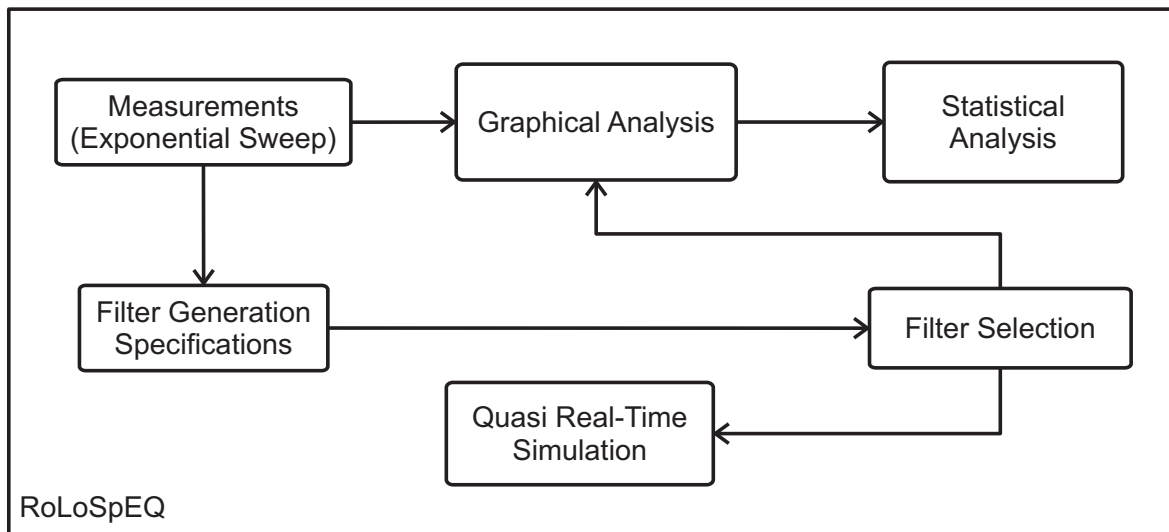 Measurements
(Exponential Sweep)
Graphical Analysis
Statistical
Analysis
Filter Generation
Specifications
Filter Selection
Quasi Real-Time
Simulation
RoLoSpEQ